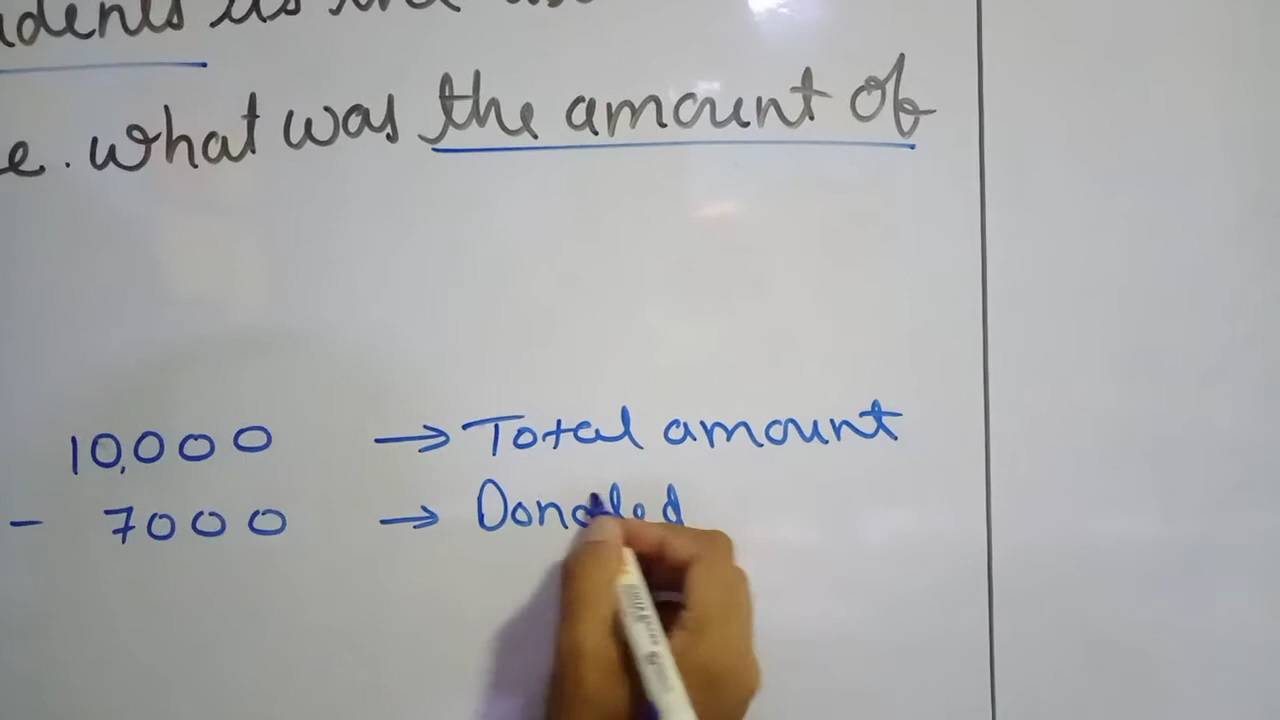 what was the amount of
10,000 → Total amount
- 7000 → Donated